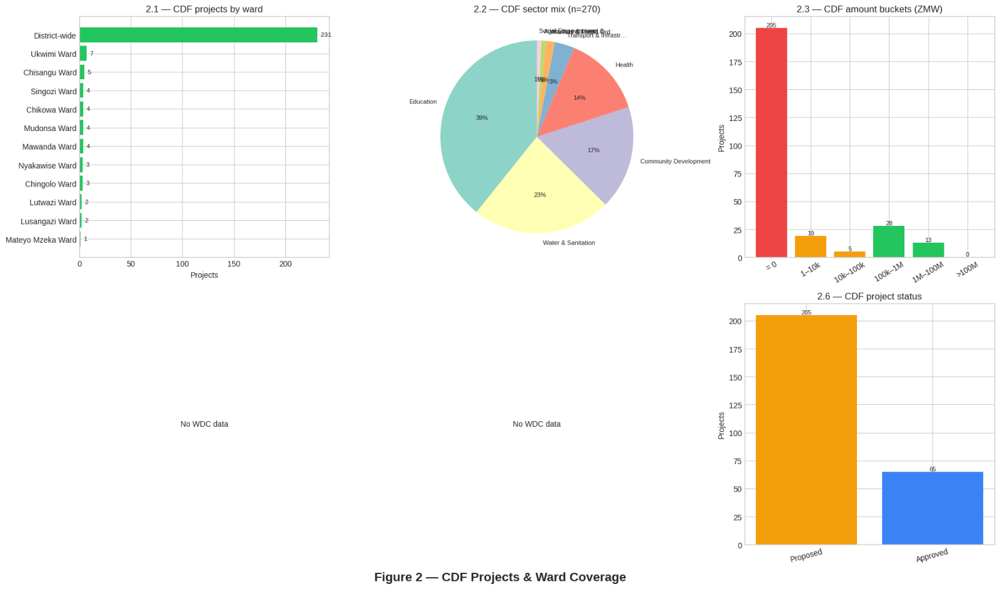 2.1 — CDF projects by ward
District-wide
231
Ukwimi Ward
7
Chisangu Ward
5
Singozi Ward
4
Chikowa Ward
4
Mudonsa Ward
4
Mawanda Ward
4
Nyakawise Ward
3
Chingolo Ward
3
Lutwazi Ward
2
Lusangazi Ward
2
Mateyo Mzeka Ward
1
0 50 100 150 200
Projects
2.2 — CDF sector mix (n=270)
Transport & Infrastr…
Health
Education
Community Development
Water & Sanitation
39%
23%
17%
14%
3%
1%
2.3 — CDF amount buckets (ZMW)
Projects
200
175
150
125
100
75
50
25
0
205
19
5
28
13
0
= 0
1–10k
10k–100k
100k–1M
1M–100M
>100M
No WDC data
No WDC data
2.6 — CDF project status
Projects
200
175
150
125
100
75
50
25
0
205
65
Proposed
Approved
Figure 2 — CDF Projects & Ward Coverage